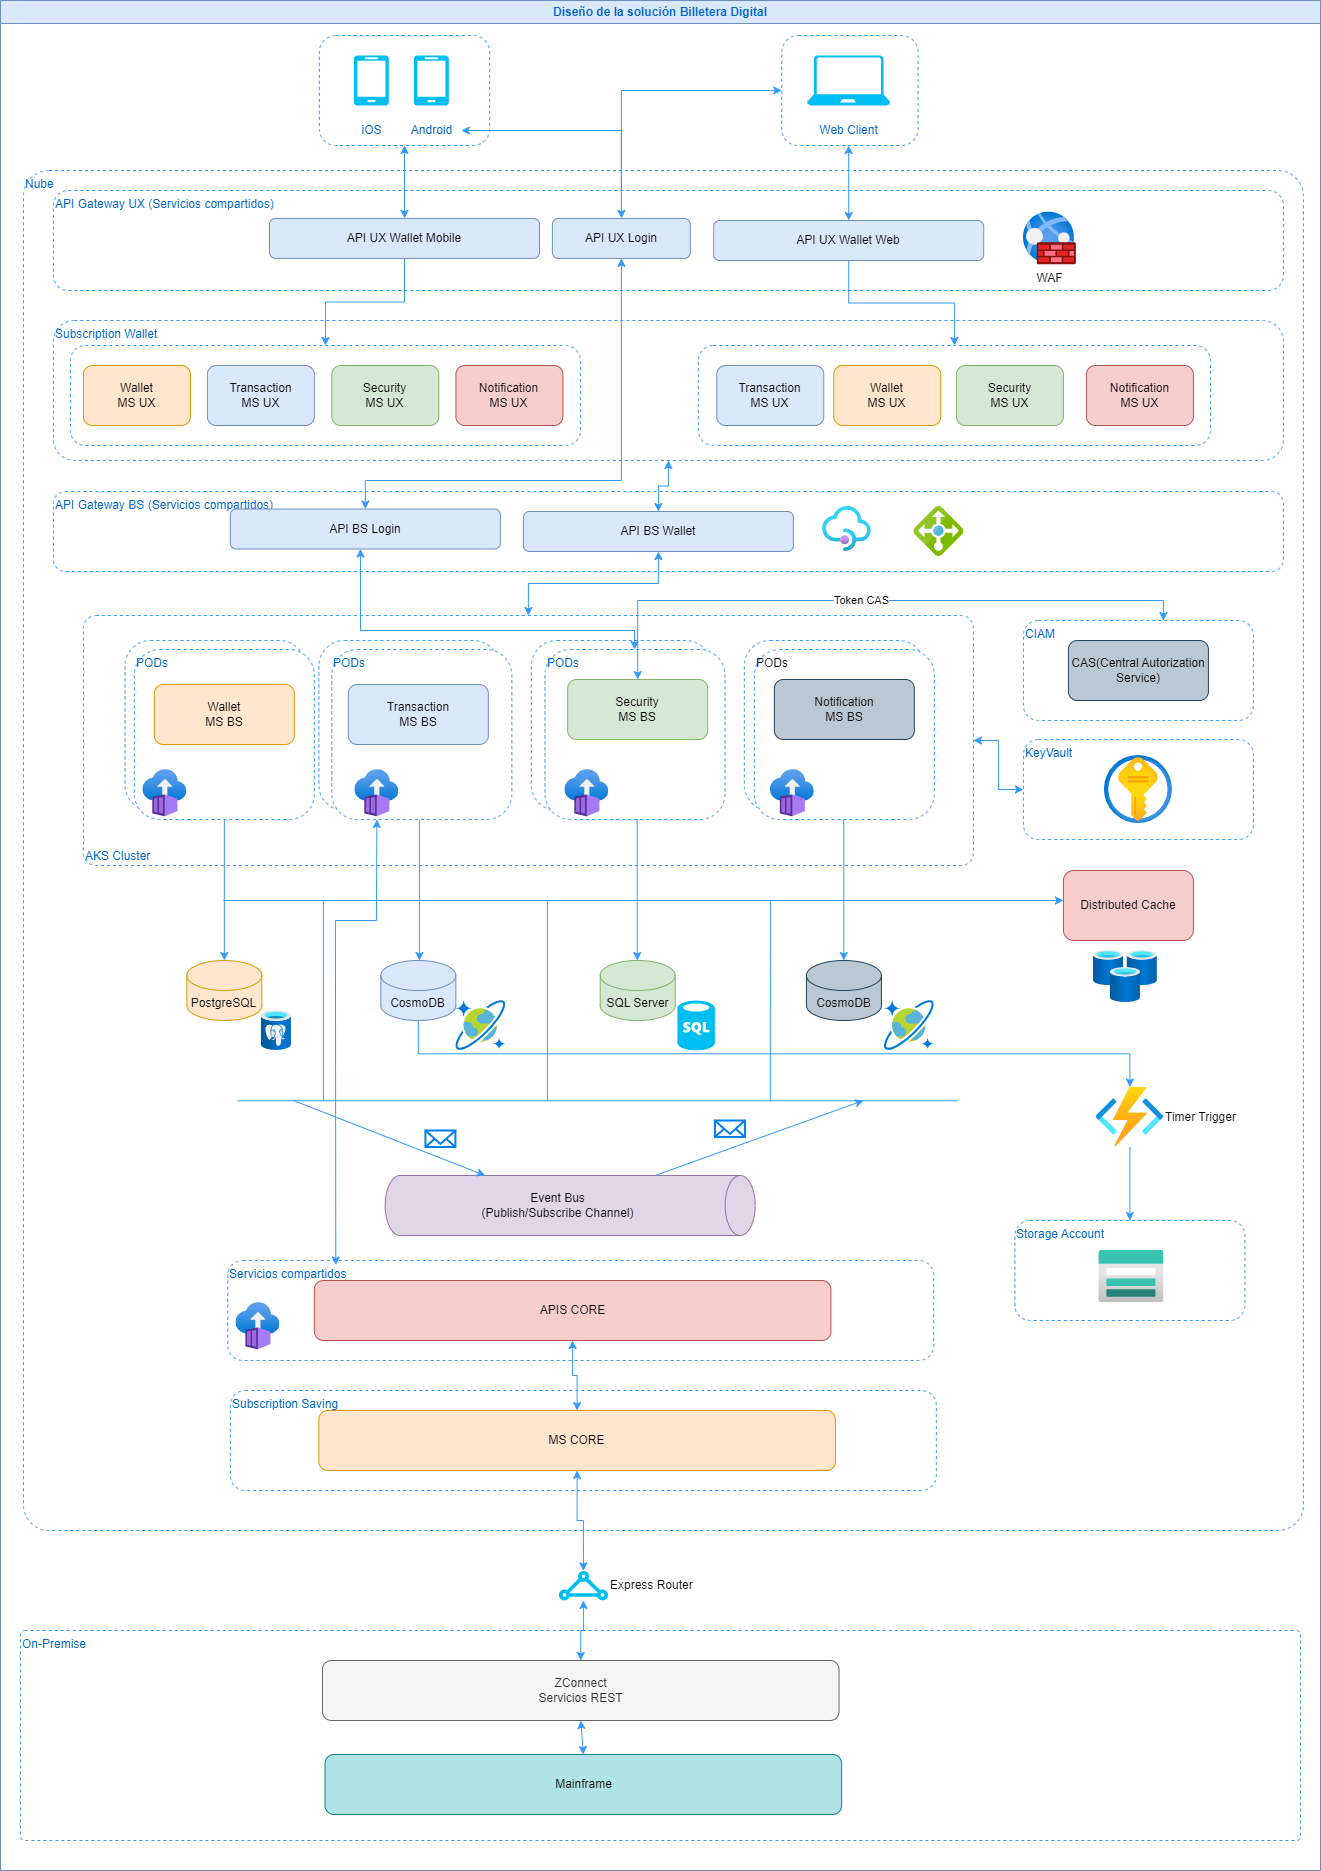 Diseño de la solución Billetera Digital
iOS
Android
Web Client
Nube
API Gateway UX (Servicios compartidos)
API UX Wallet Mobile
API UX Login
API UX Wallet Web
WAF
Subscription Wallet
Wallet
MS UX
Transaction
MS UX
Security
MS UX
Notification
MS UX
Transaction
MS UX
Wallet
MS UX
Security
MS UX
Notification
MS UX
API Gateway BS (Servicios compartidos)
API BS Login
API BS Wallet
Token CAS
CIAM
CAS(Central Autorization
Service)
PODs
Wallet
MS BS
PODs
Transaction
MS BS
PODs
Security
MS BS
PODs
Notification
MS BS
KeyVault
AKS Cluster
Distributed Cache
PostgreSQL
CosmoDB
SQL Server
SQL
CosmoDB
Timer Trigger
Event Bus
(Publish/Subscribe Channel)
Storage Account
Servicios compartidos
APIS CORE
Subscription Saving
MS CORE
Express Router
On-Premise
ZConnect
Servicios REST
Mainframe